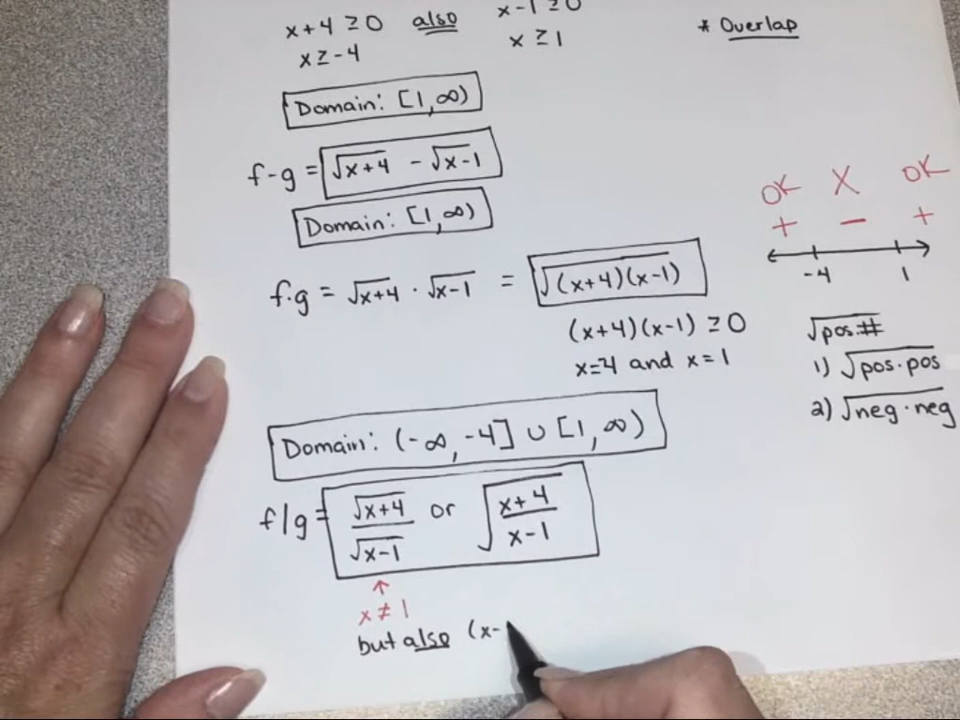 x+4 ≥0 also x-1 ≥0
x ≥ -4 x ≥ 1
* Overlap
Domain: [1,∞)
f-g = √x+4 - √x-1
Domain: [1,∞)
OK X OK
+ - +
-4 1
f·g = √x+4 · √x-1 = √(x+4)(x-1)
(x+4)(x-1) ≥0
x=-4 and x=1
√pos.#
1) √pos·pos
2) √neg·neg
Domain: (-∞,-4] ∪ [1,∞)
f/g = √x+4/√x-1 or √x+4/x-1
↑
x≠1
but also (x-